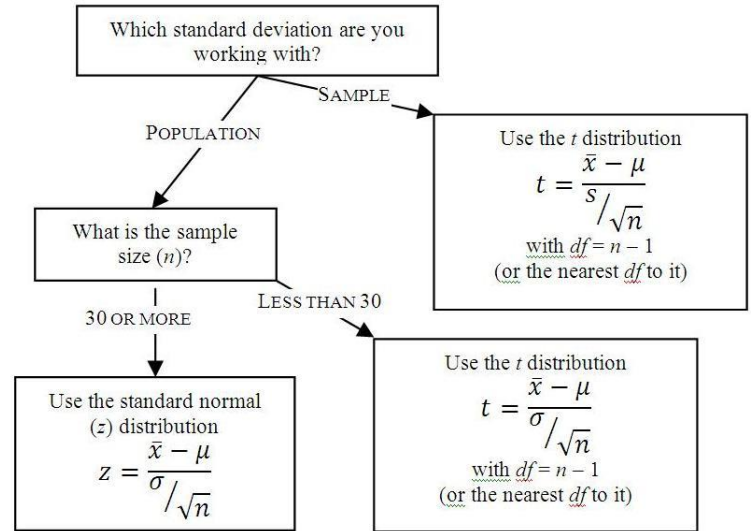 Which standard deviation are you
working with?
SAMPLE
POPULATION
Use the t distribution
t = x̄ − μ / s/√n
with df = n – 1
(or the nearest df to it)
What is the sample
size (n)?
30 OR MORE
LESS THAN 30
Use the standard normal
(z) distribution
z = x̄ − μ / σ/√n
Use the t distribution
t = x̄ − μ / σ/√n
with df = n – 1
(or the nearest df to it)